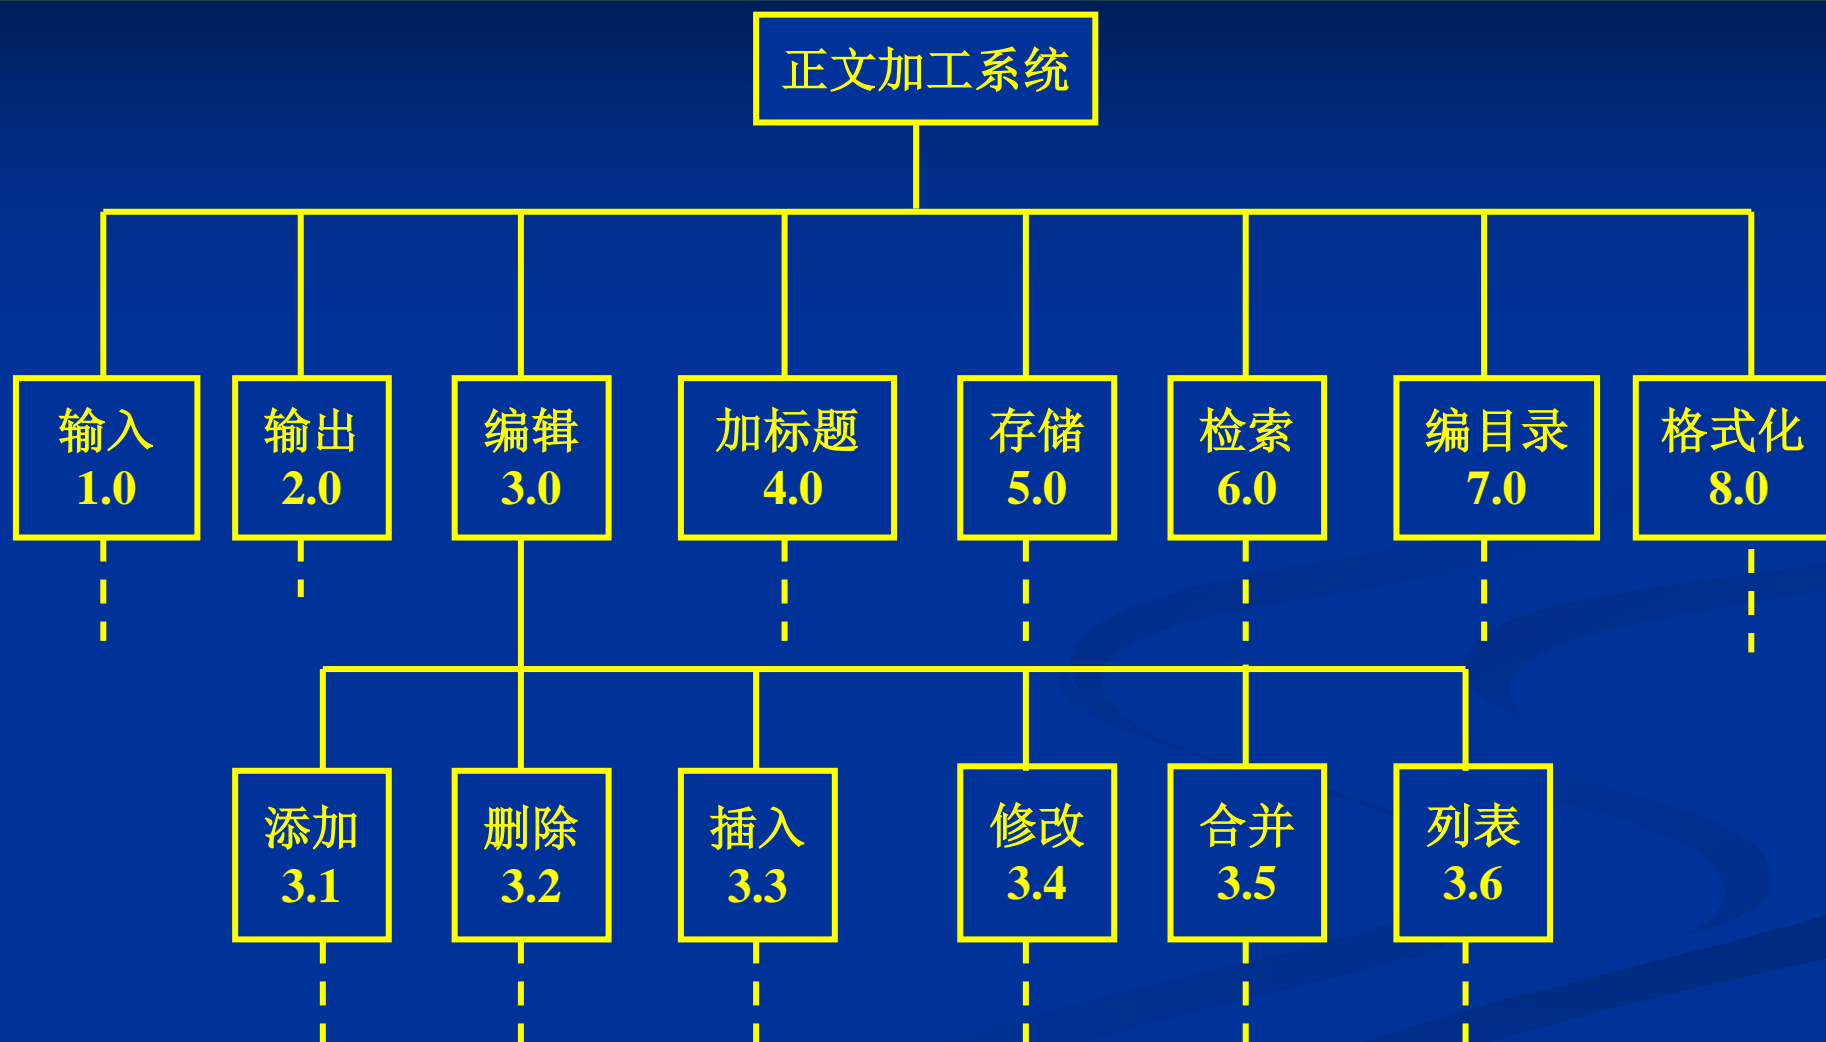 正文加工系统
输入
1.0
输出
2.0
编辑
3.0
加标题
4.0
存储
5.0
检索
6.0
编目录
7.0
格式化
8.0
添加
3.1
删除
3.2
插入
3.3
修改
3.4
合并
3.5
列表
3.6